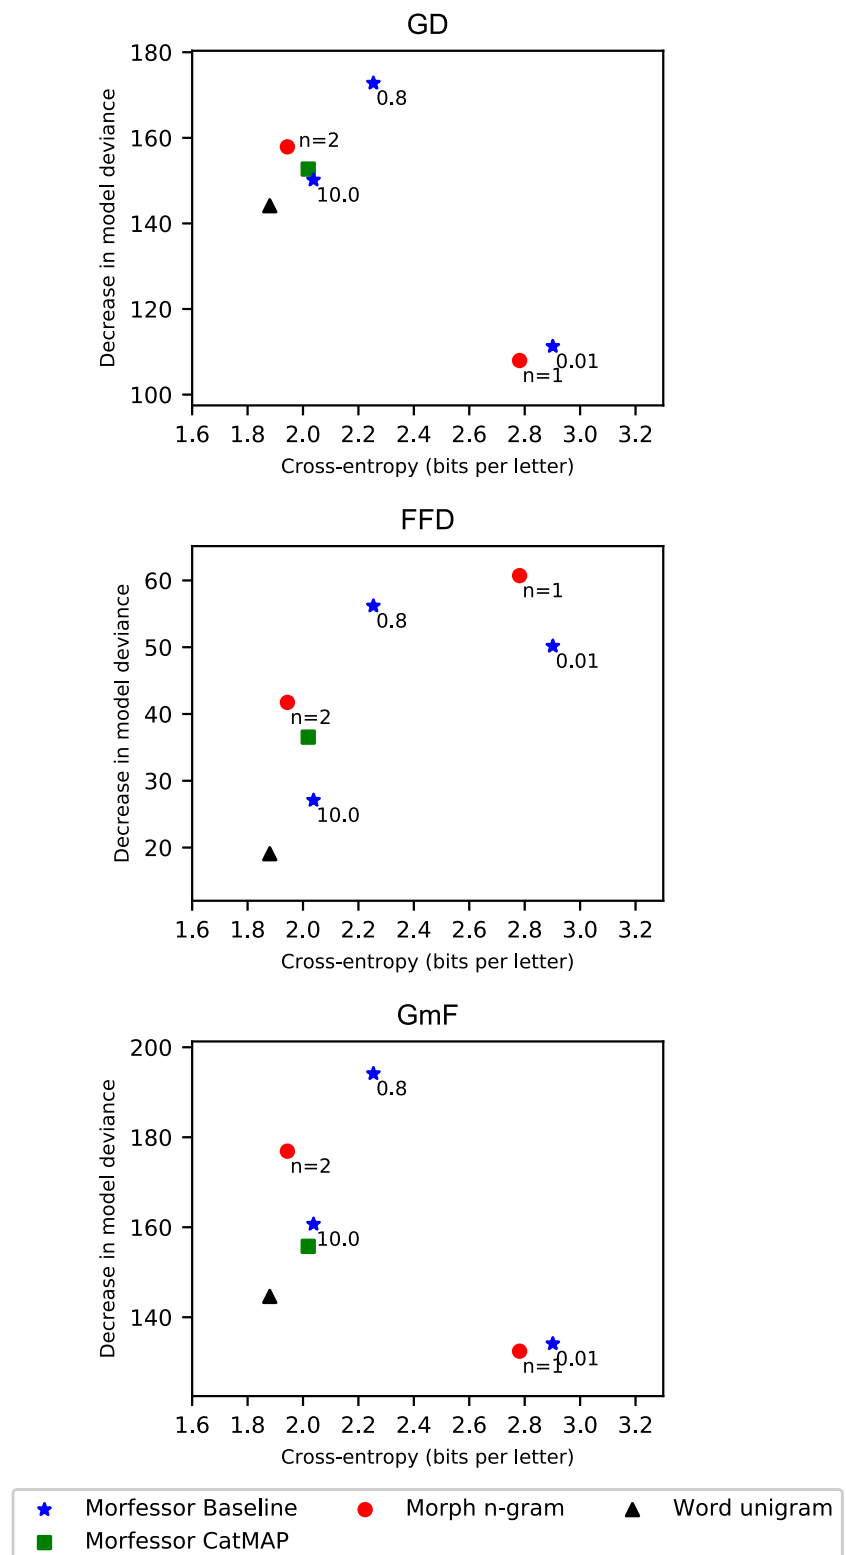 GD
180
160
140
120
100
Decrease in model deviance
0.8
n=2
10.0
0.01
n=1
1.6 1.8 2.0 2.2 2.4 2.6 2.8 3.0 3.2
Cross-entropy (bits per letter)
FFD
60
50
40
30
20
Decrease in model deviance
n=1
0.8
0.01
n=2
10.0
1.6 1.8 2.0 2.2 2.4 2.6 2.8 3.0 3.2
Cross-entropy (bits per letter)
GmF
200
180
160
140
Decrease in model deviance
0.8
n=2
10.0
0.01
n=1
1.6 1.8 2.0 2.2 2.4 2.6 2.8 3.0 3.2
Cross-entropy (bits per letter)
Morfessor Baseline Morph n-gram Word unigram
Morfessor CatMAP